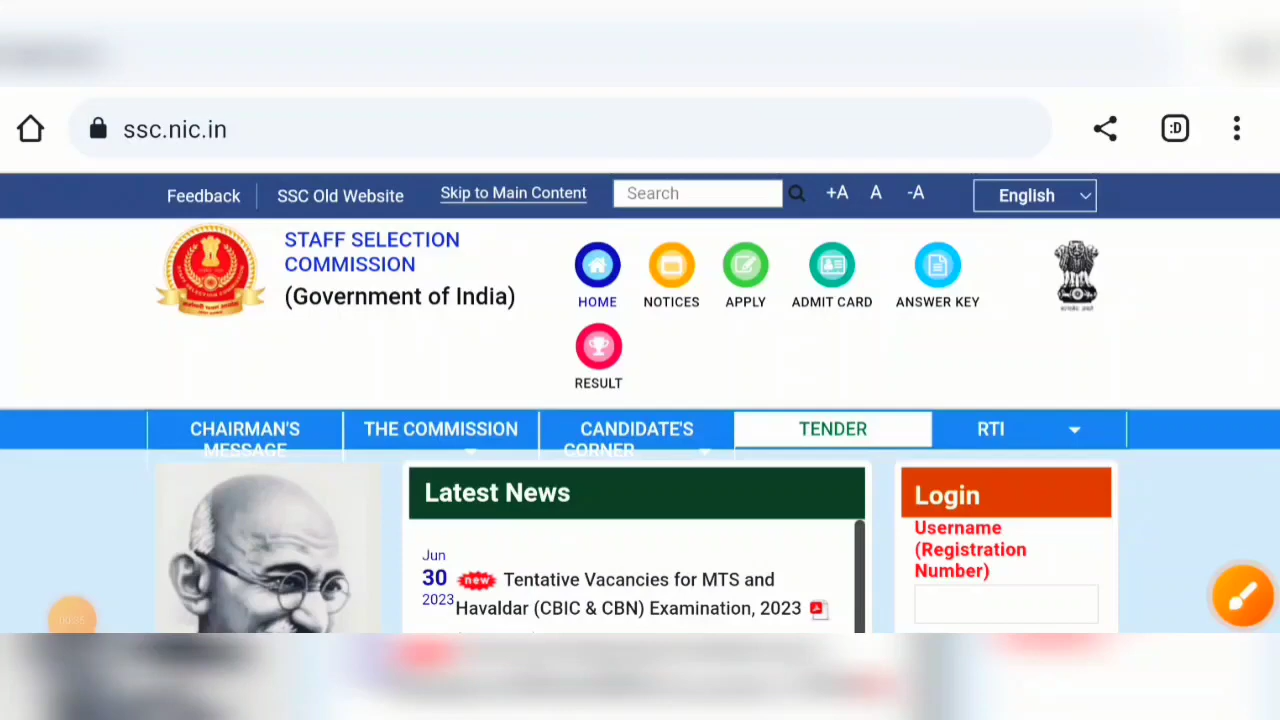 ssc.nic.in
:D
Feedback
SSC Old Website
Skip to Main Content
Search
+A A -A
English
STAFF SELECTION
COMMISSION
(Government of India)
HOME
NOTICES
APPLY
ADMIT CARD
ANSWER KEY
RESULT
CHAIRMAN'S
MESSAGE
THE COMMISSION
CANDIDATE'S
CORNER
TENDER
RTI
Latest News
Jun
30
2023
new Tentative Vacancies for MTS and
Havaldar (CBIC & CBN) Examination, 2023
Login
Username
(Registration
Number)